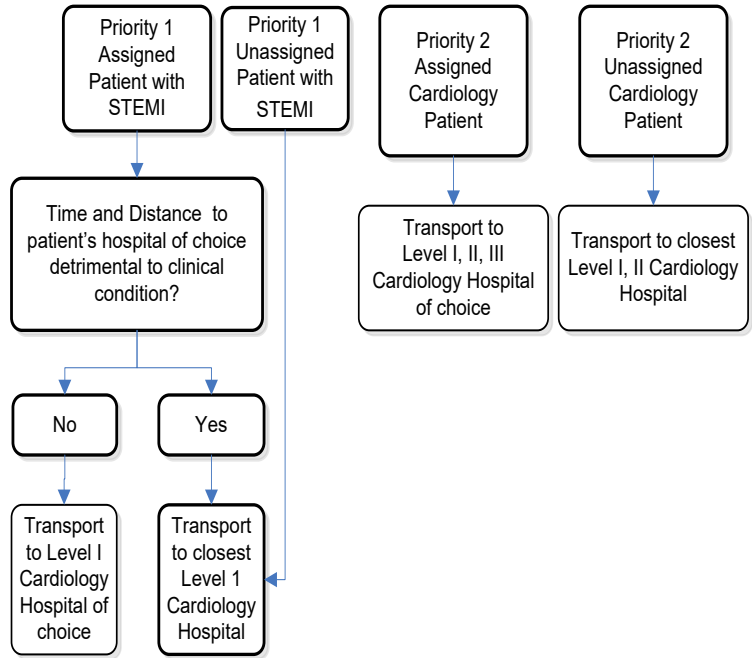 Priority 1
Assigned
Patient with
STEMI
Priority 1
Unassigned
Patient with
STEMI
Priority 2
Assigned
Cardiology
Patient
Priority 2
Unassigned
Cardiology
Patient
Time and Distance to
patient's hospital of choice
detrimental to clinical
condition?
Transport to
Level I, II, III
Cardiology Hospital
of choice
Transport to closest
Level I, II Cardiology
Hospital
No
Yes
Transport
to Level I
Cardiology
Hospital of
choice
Transport
to closest
Level 1
Cardiology
Hospital